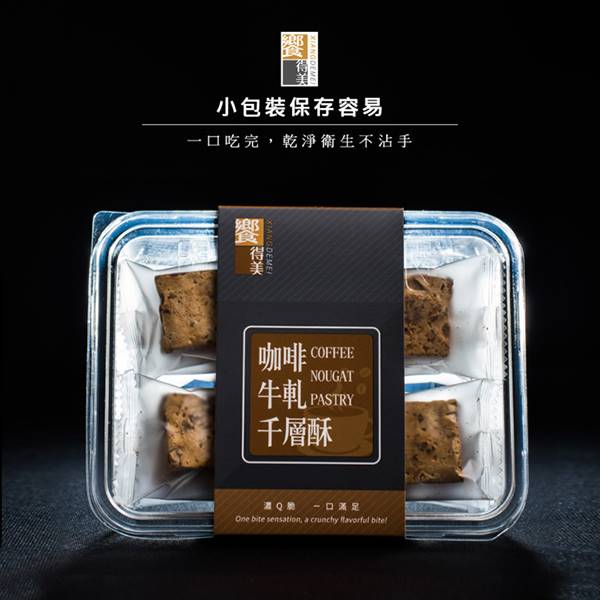 饗
得美
XIANGDEMEI
小包裝保存容易
一口吃完，乾淨衛生不沾手
饗
得美
XIANGDEMEI
咖啡 COFFEE
牛軋 NOUGAT
千層酥 PASTRY
濃Q脆 一口滿足
One bite sensation, a crunchy flavorful bite!